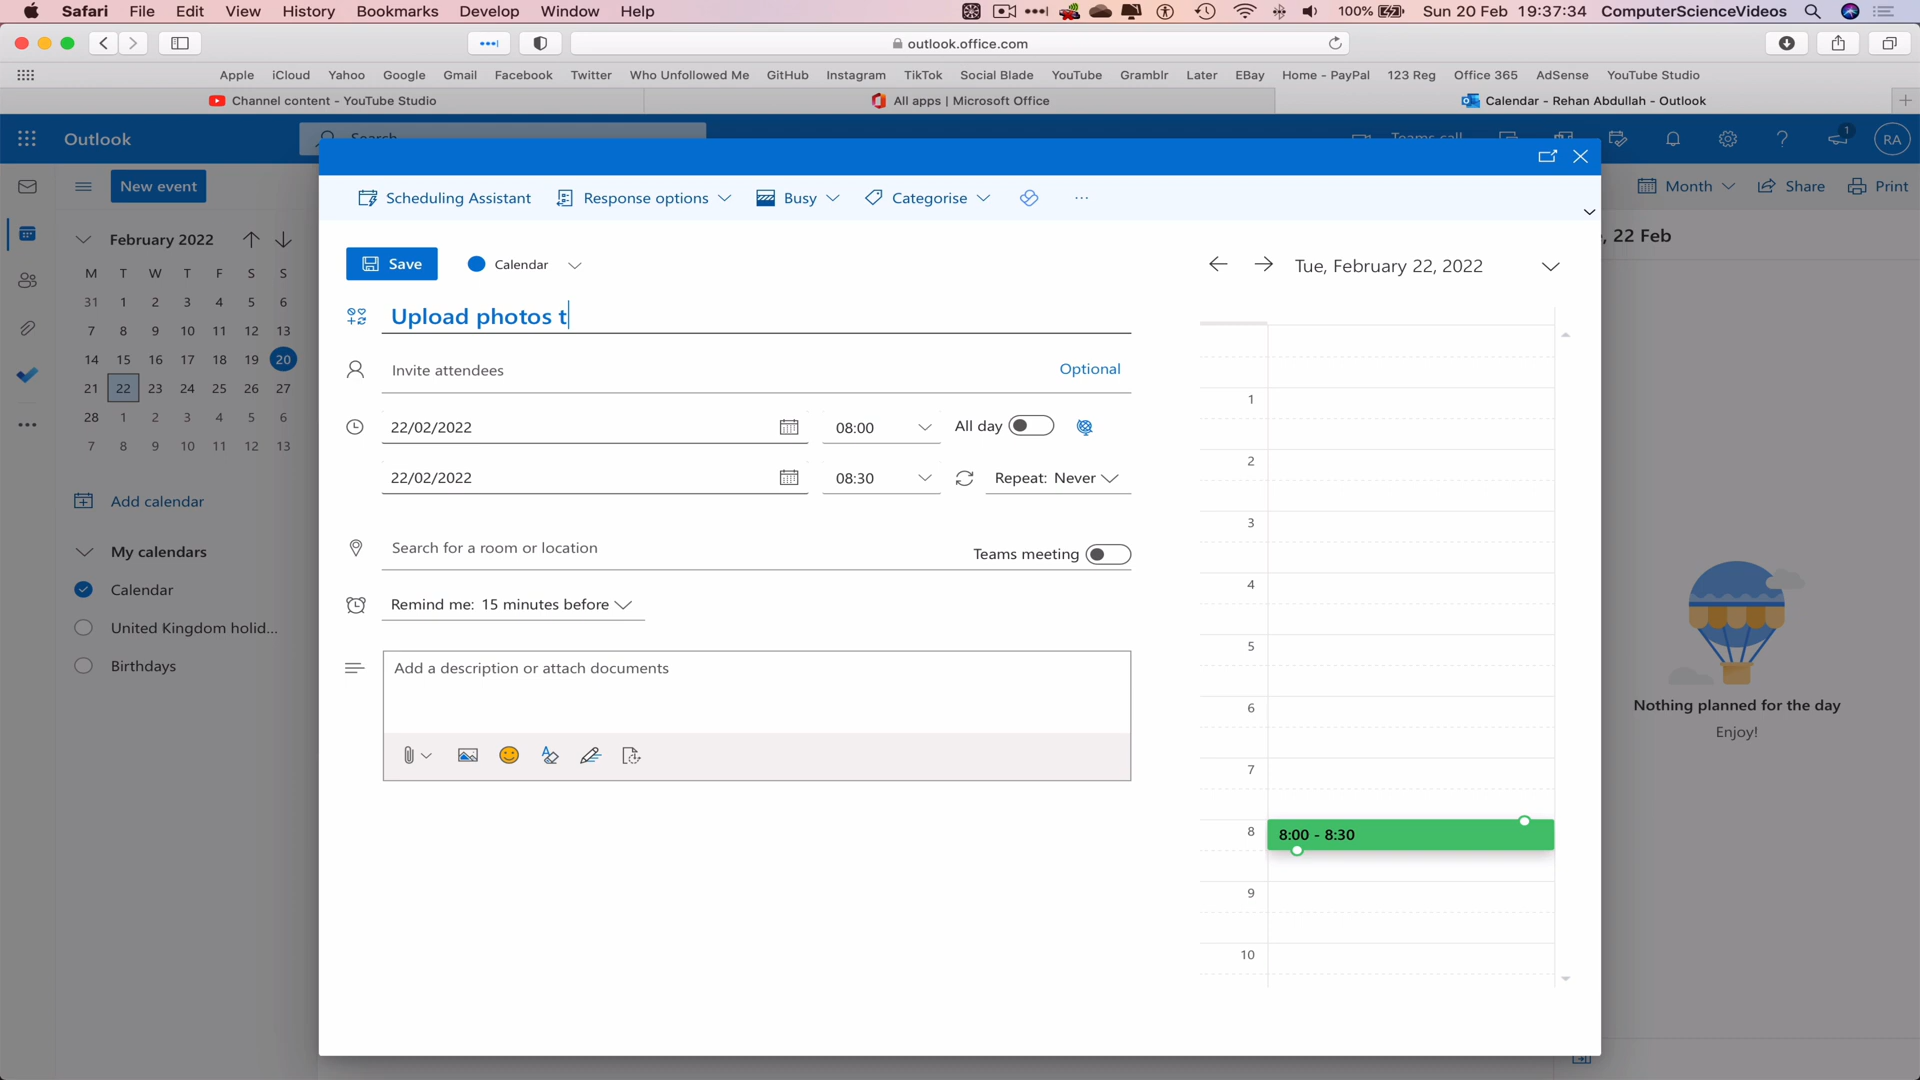 Safari File Edit View History Bookmarks Develop Window Help 100% Sun 20 Feb 19:37:34 ComputerScienceVideos
outlook.office.com
Apple iCloud Yahoo Google Gmail Facebook Twitter Who Unfollowed Me GitHub Instagram TikTok Social Blade YouTube Gramblr Later EBay Home - PayPal 123 Reg Office 365 AdSense YouTube Studio
Channel content - YouTube Studio All apps | Microsoft Office Calendar - Rehan Abdullah - Outlook
Outlook Search Teams call 1 RA
New event Month Share Print
Scheduling Assistant Response options Busy Categorise ...
February 2022
M T W T F S S
31 1 2 3 4 5 6
7 8 9 10 11 12 13
14 15 16 17 18 19 20
21 22 23 24 25 26 27
28 1 2 3 4 5 6
7 8 9 10 11 12 13
Add calendar
My calendars
Calendar
United Kingdom holid...
Birthdays
Save Calendar
Upload photos t
Invite attendees Optional
22/02/2022 08:00 All day
22/02/2022 08:30 Repeat: Never
Search for a room or location Teams meeting
Remind me: 15 minutes before
Add a description or attach documents
Tue, February 22, 2022
1
2
3
4
5
6
7
8 8:00 - 8:30
9
10
, 22 Feb
Nothing planned for the day
Enjoy!